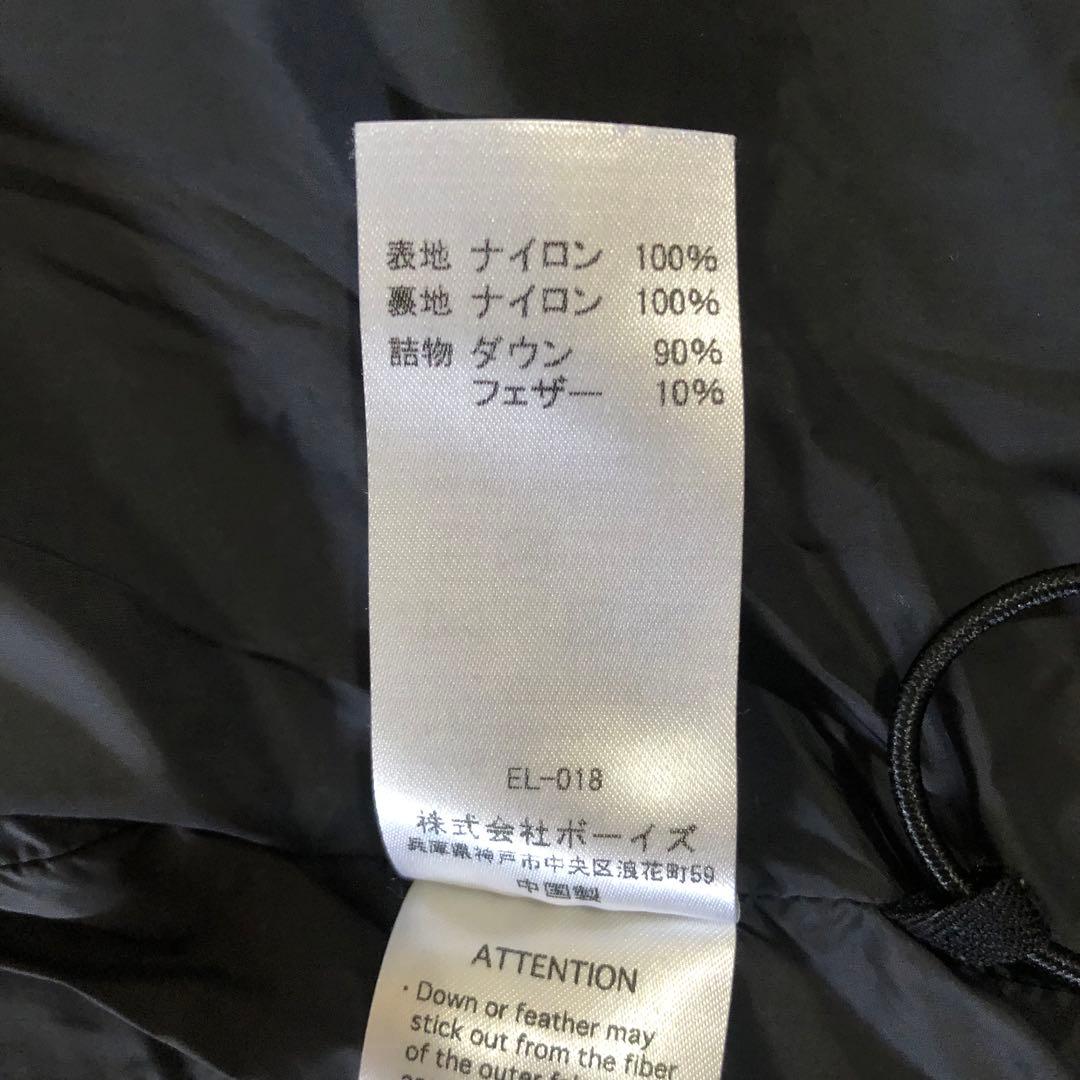 表地 ナイロン 100%
裏地 ナイロン 100%
詰物 ダウン 90%
フェザー 10%
EL-018
株式会社ボーイズ
兵庫県神戸市中央区浪花町59
中国製
ATTENTION
・Down or feather may
stick out from the fiber
of the outer